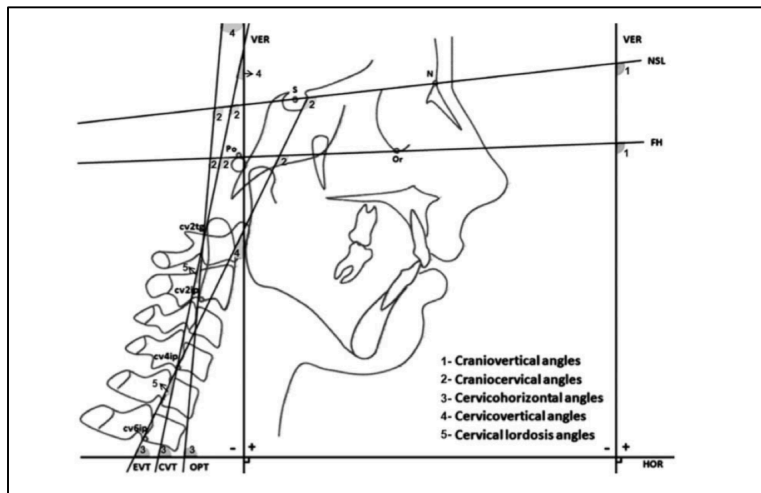 4
VER
VER
4
NSL
N
1
S
2
2
2
FH
Po
2
2
2
Or
1
cv2tg
4
5
cv2ip
cv4ip
5
1- Craniovertical angles
2- Craniocervical angles
3- Cervicohorizontal angles
4- Cervicovertical angles
5- Cervical lordosis angles
cv6ip
3
3
3
- +
- +
EVT CVT OPT
HOR